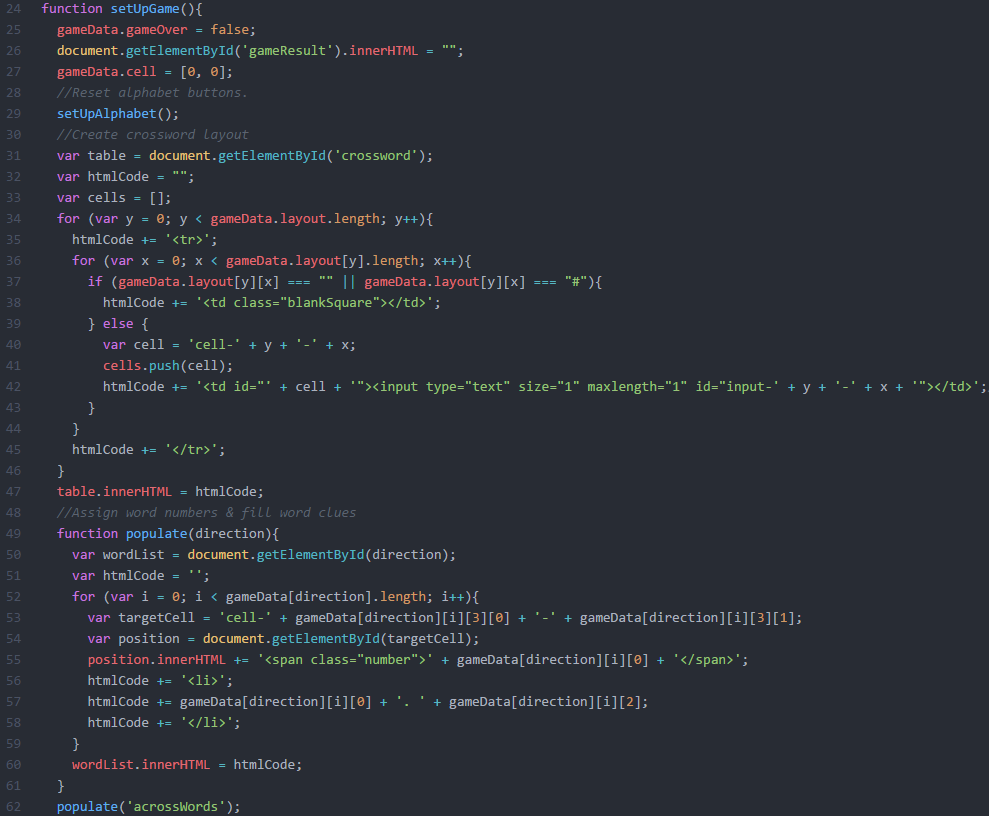 24 function setUpGame(){
25   gameData.gameOver = false;
26   document.getElementById('gameResult').innerHTML = "";
27   gameData.cell = [0, 0];
28   //Reset alphabet buttons.
29   setUpAlphabet();
30   //Create crossword layout
31   var table = document.getElementById('crossword');
32   var htmlCode = "";
33   var cells = [];
34   for (var y = 0; y < gameData.layout.length; y++){
35     htmlCode += '<tr>';
36     for (var x = 0; x < gameData.layout[y].length; x++){
37       if (gameData.layout[y][x] === "" || gameData.layout[y][x] === "#"){
38         htmlCode += '<td class="blankSquare"></td>';
39       } else {
40         var cell = 'cell-' + y + '-' + x;
41         cells.push(cell);
42         htmlCode += '<td id="' + cell + '"><input type="text" size="1" maxlength="1" id="input-' + y + '-' + x + '"></td>';
43       }
44     }
45     htmlCode += '</tr>';
46   }
47   table.innerHTML = htmlCode;
48   //Assign word numbers & fill word clues
49   function populate(direction){
50     var wordList = document.getElementById(direction);
51     var htmlCode = '';
52     for (var i = 0; i < gameData[direction].length; i++){
53       var targetCell = 'cell-' + gameData[direction][i][3][0] + '-' + gameData[direction][i][3][1];
54       var position = document.getElementById(targetCell);
55       position.innerHTML += '<span class="number">' + gameData[direction][i][0] + '</span>';
56       htmlCode += '<li>';
57       htmlCode += gameData[direction][i][0] + '. ' + gameData[direction][i][2];
58       htmlCode += '</li>';
59     }
60     wordList.innerHTML = htmlCode;
61   }
62   populate('acrossWords');